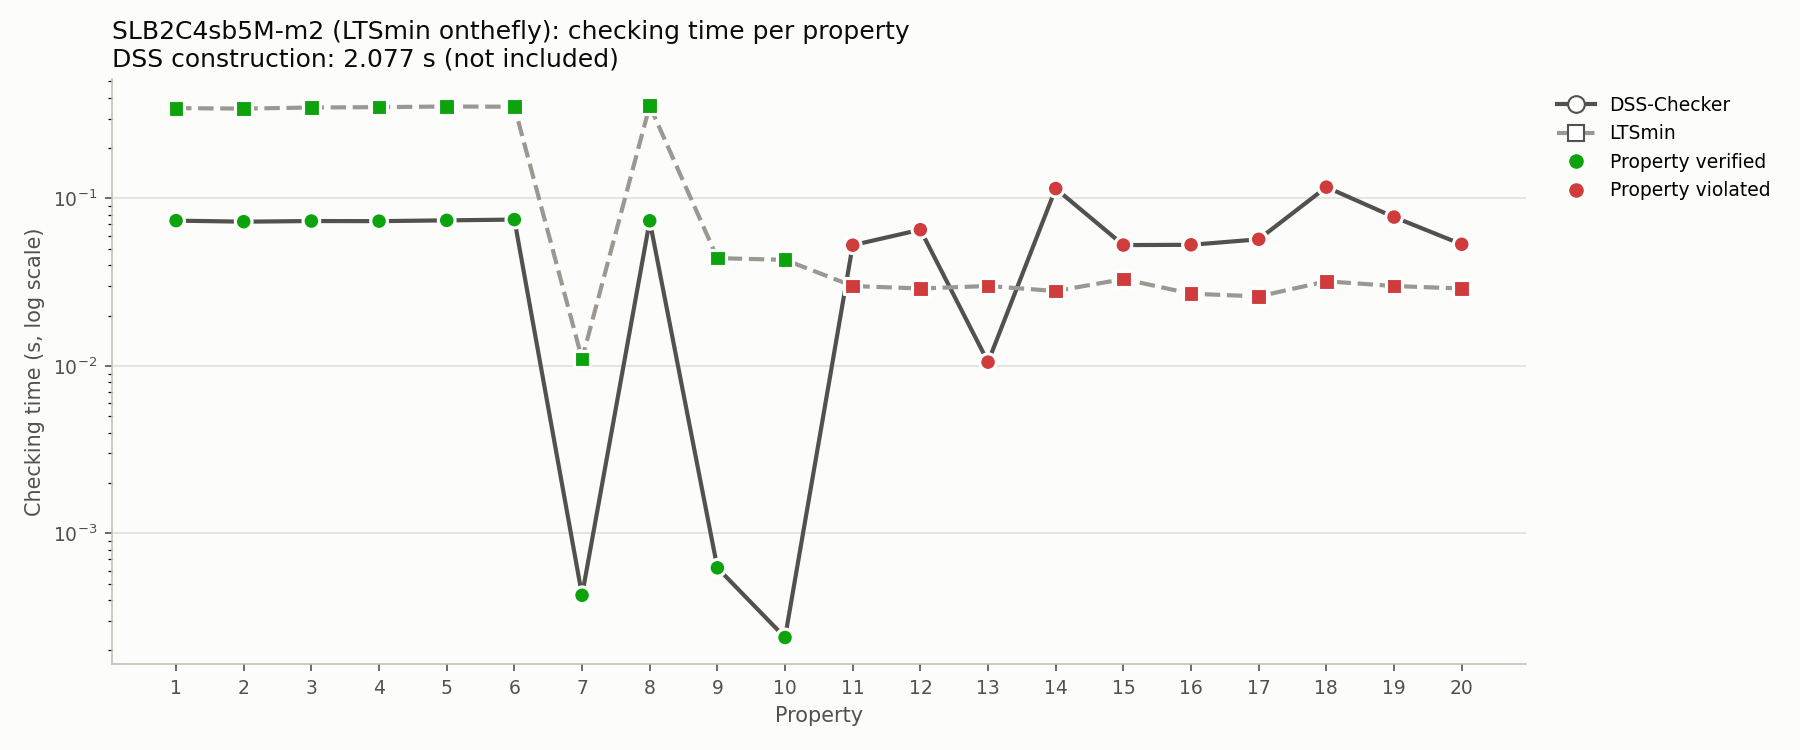 SLB2C4sb5M-m2 (LTSmin onthefly): checking time per property
DSS construction: 2.077 s (not included)
DSS-Checker
LTSmin
Property verified
Property violated
Checking time (s, log scale)
10⁻¹
10⁻²
10⁻³
1 2 3 4 5 6 7 8 9 10 11 12 13 14 15 16 17 18 19 20
Property